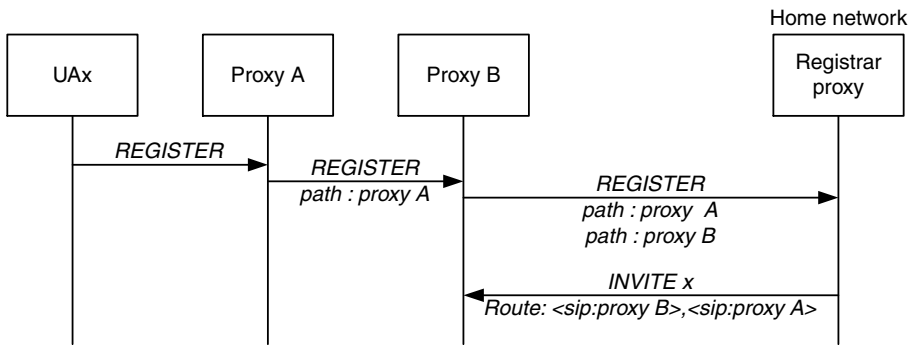 Home network
UAx
Proxy A
Proxy B
Registrar
proxy
REGISTER
REGISTER
path : proxy A
REGISTER
path : proxy A
path : proxy B
INVITE x
Route: <sip:proxy B>,<sip:proxy A>